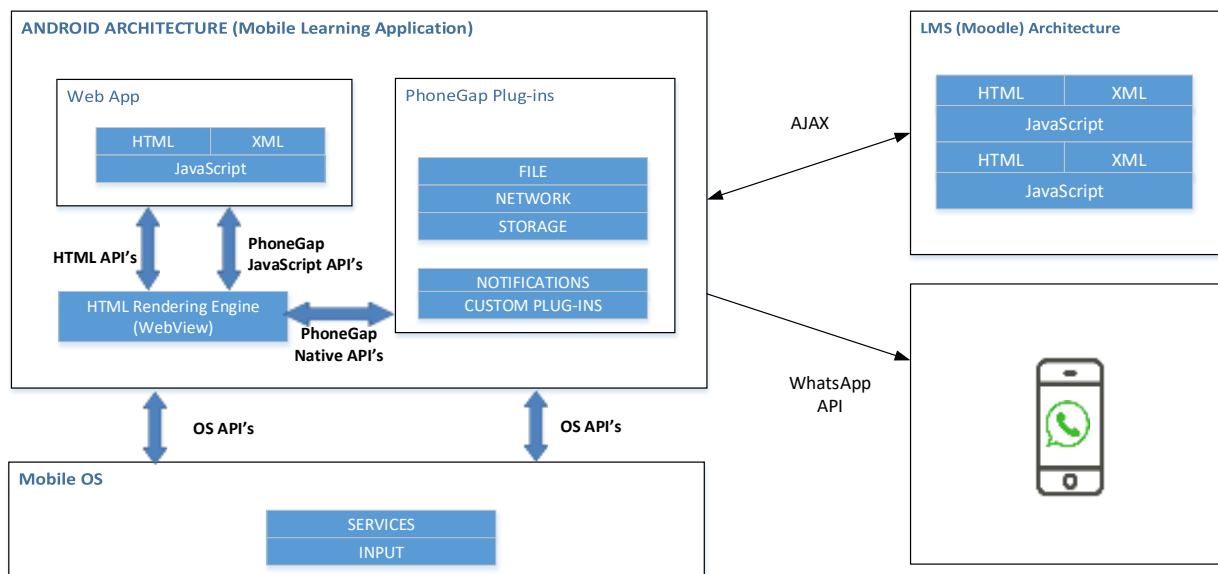 ANDROID ARCHITECTURE (Mobile Learning Application)
Web App
HTML XML
JavaScript
HTML API's
PhoneGap
JavaScript API's
HTML Rendering Engine
(WebView)
PhoneGap
Native API's
PhoneGap Plug-ins
FILE
NETWORK
STORAGE
NOTIFICATIONS
CUSTOM PLUG-INS
AJAX
LMS (Moodle) Architecture
HTML XML
JavaScript
HTML XML
JavaScript
WhatsApp
API
OS API's
OS API's
Mobile OS
SERVICES
INPUT